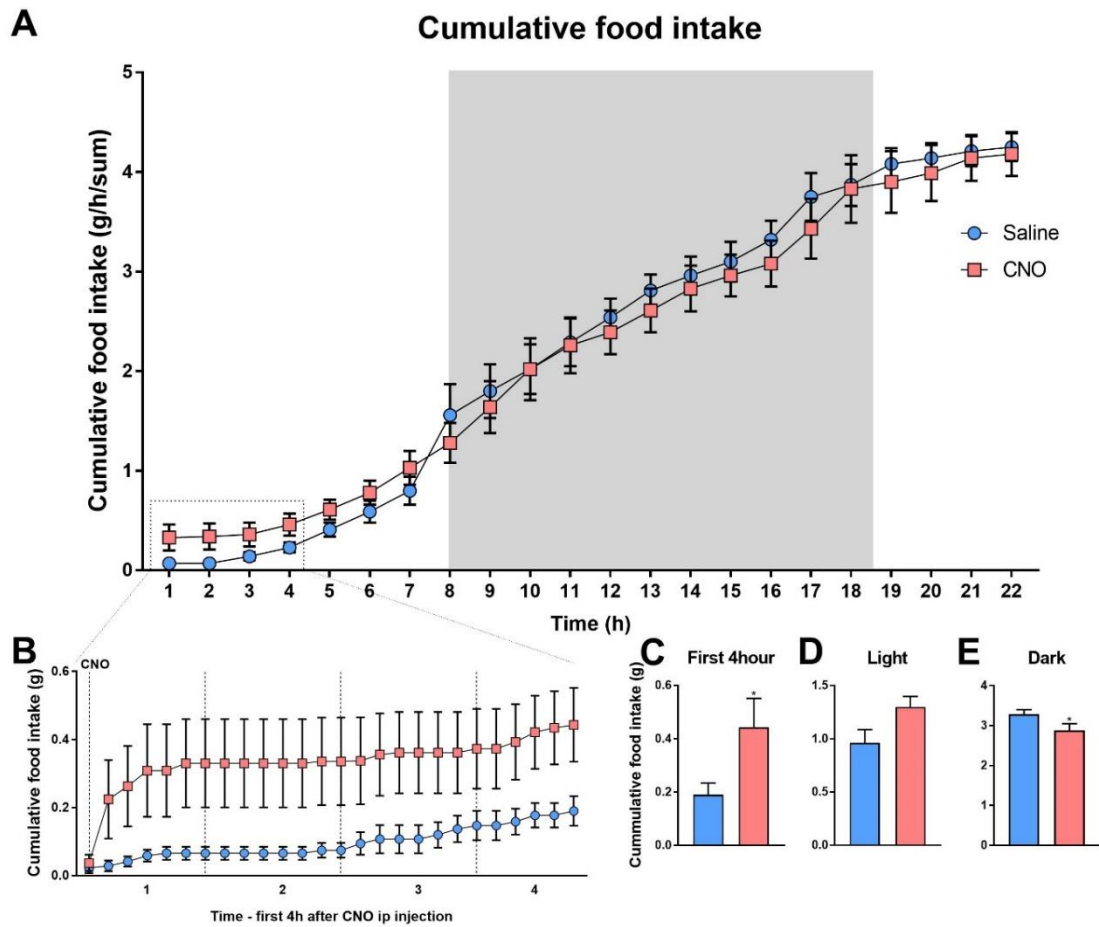 A
Cumulative food intake
Cumulative food intake (g/h/sum)
5
4
3
2
1
0
Saline
CNO
1 2 3 4 5 6 7 8 9 10 11 12 13 14 15 16 17 18 19 20 21 22
Time (h)
B
CNO
Cumulative food intake (g)
0.6
0.4
0.2
0.0
1 2 3 4
Time - first 4h after CNO ip injection
C
First 4hour
Cummulative food intake (g)
0.6
0.4
0.2
0.0
*
D
Light
1.5
1.0
0.5
0.0
E
Dark
4
3
2
1
0
*